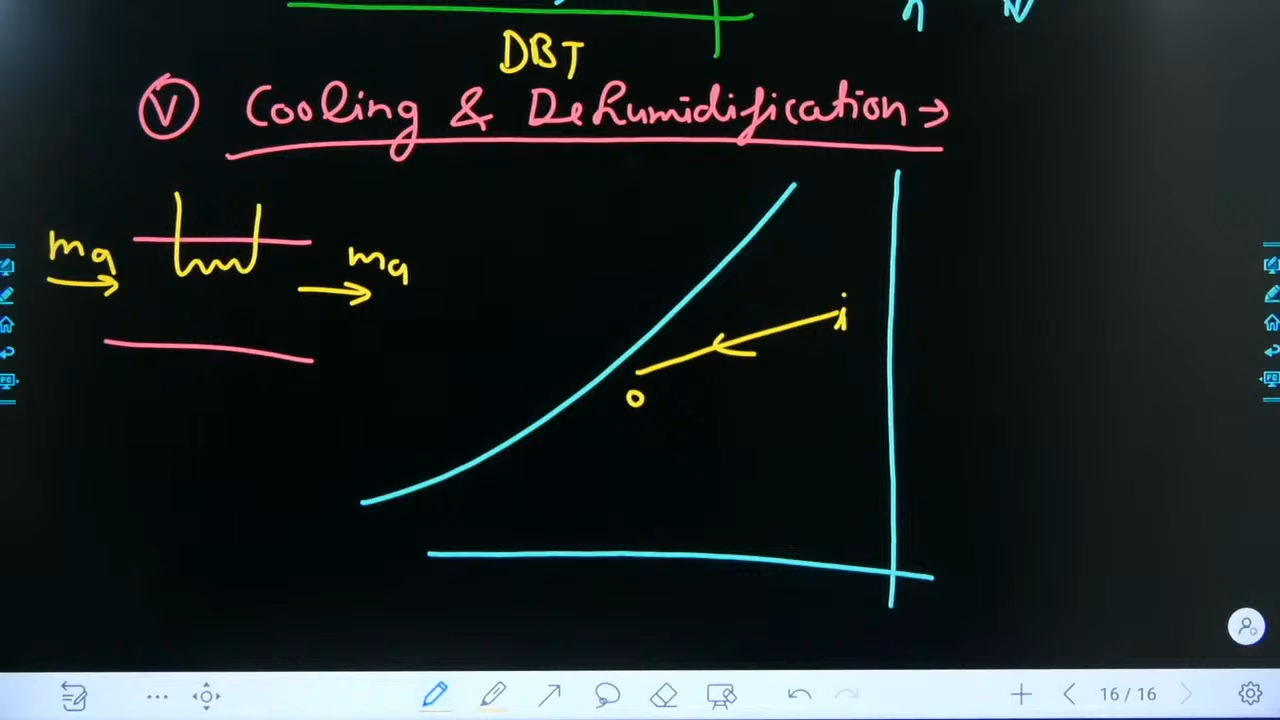 DBT
V Cooling & Dehumidification →
ma
ma
i
o
16 / 16